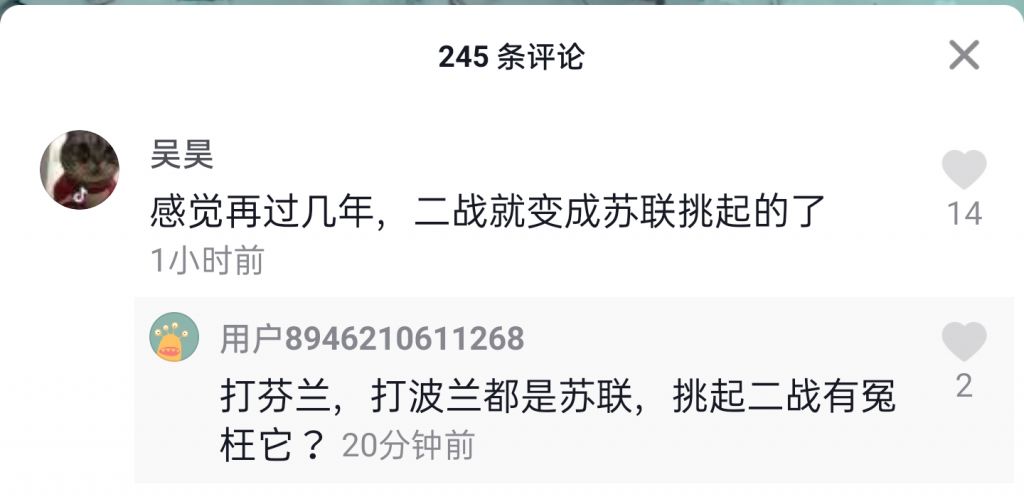 245 条评论
吴昊
感觉再过几年，二战就变成苏联挑起的了
14
1小时前
用户8946210611268
打芬兰，打波兰都是苏联，挑起二战有冤
2
枉它？ 20分钟前